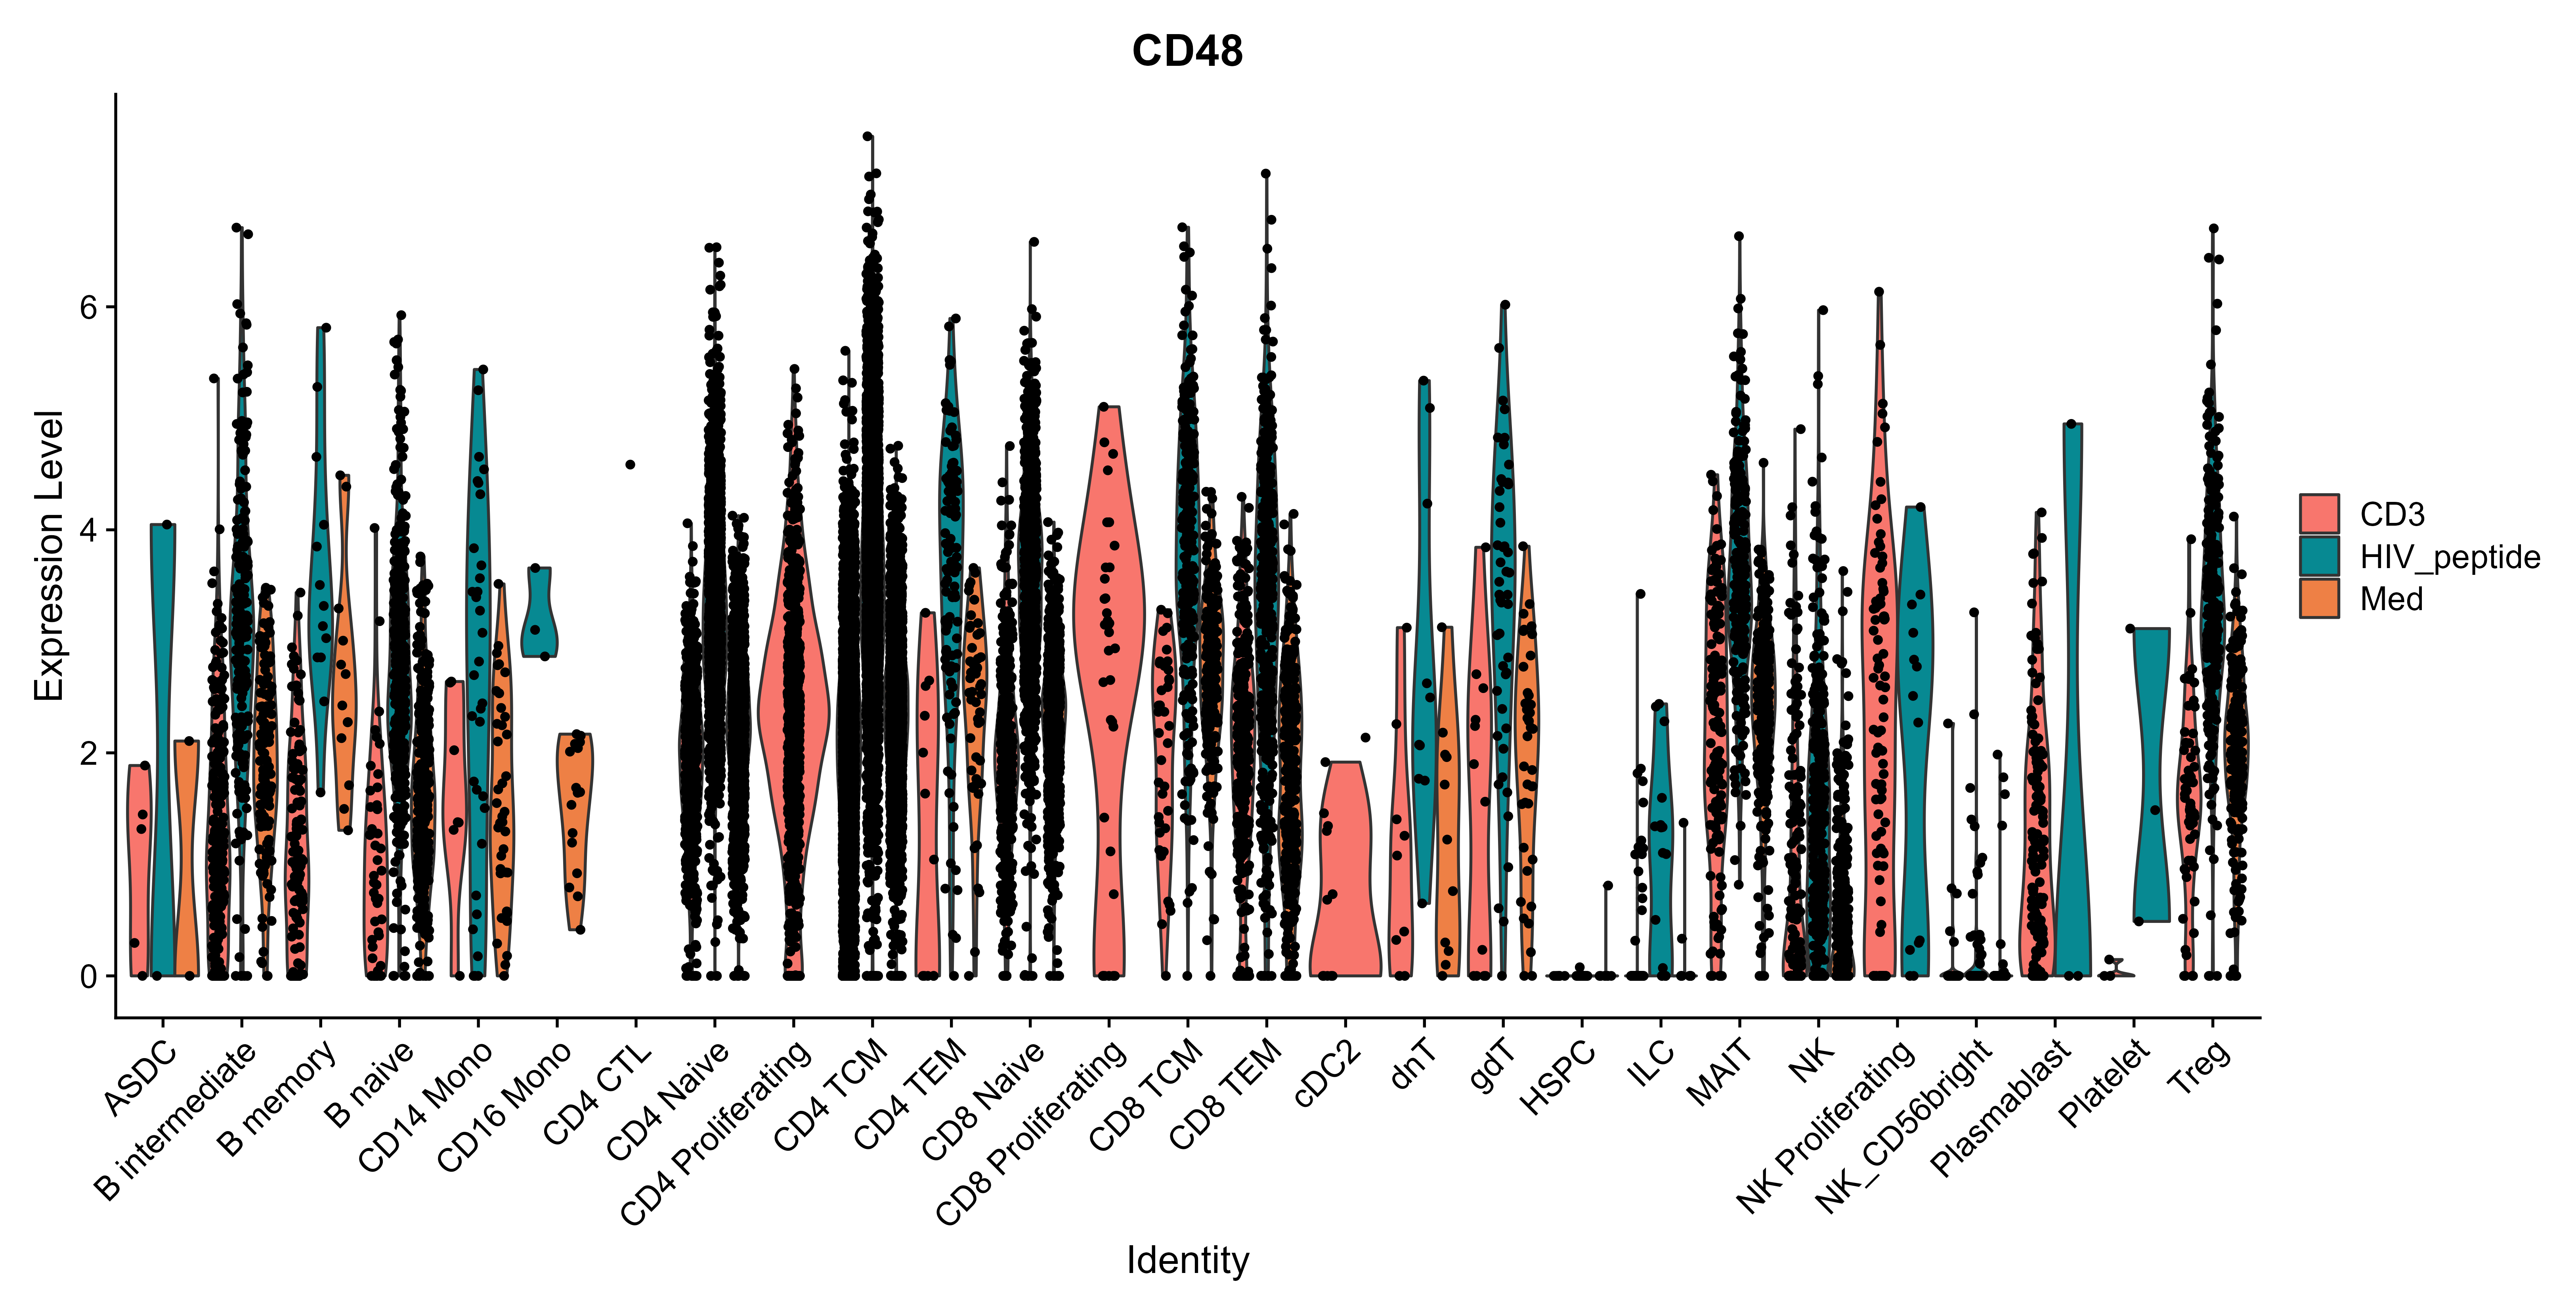 CD48
Expression Level
6
4
2
0
ASDC
B intermediate
B memory
B naive
CD14 Mono
CD16 Mono
CD4 CTL
CD4 Naive
CD4 Proliferating
CD4 TCM
CD4 TEM
CD8 Naive
CD8 Proliferating
CD8 TCM
CD8 TEM
cDC2
dnT
gdT
HSPC
ILC
MAIT
NK
NK Proliferating
NK_CD56bright
Plasmablast
Platelet
Treg
Identity
CD3
HIV_peptide
Med